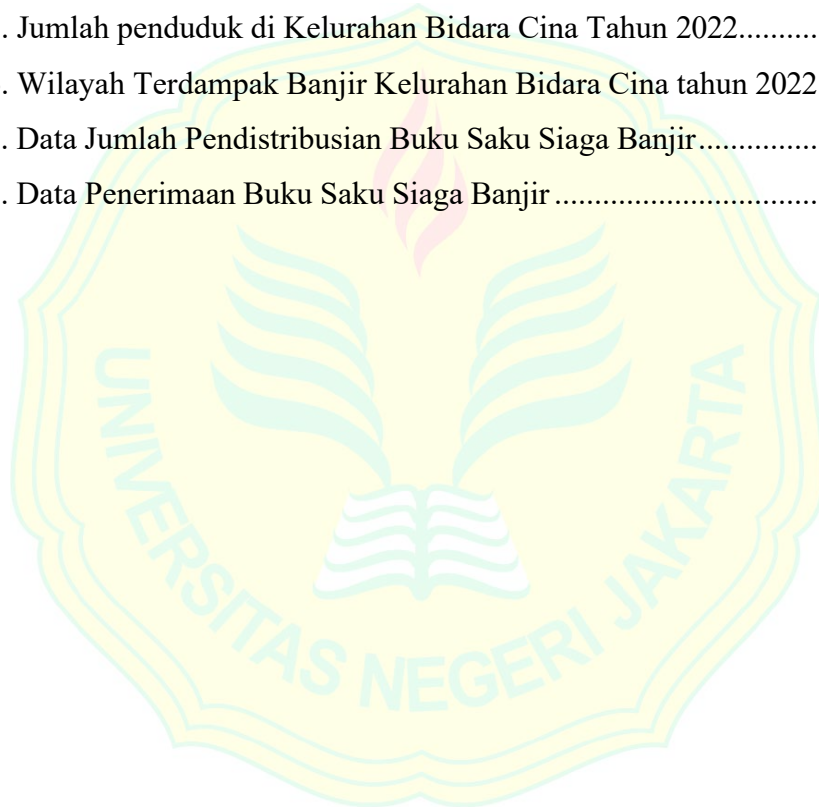 . Jumlah penduduk di Kelurahan Bidara Cina Tahun 2022..........
. Wilayah Terdampak Banjir Kelurahan Bidara Cina tahun 2022
. Data Jumlah Pendistribusian Buku Saku Siaga Banjir...............
. Data Penerimaan Buku Saku Siaga Banjir.................................
UNIVERSITAS NEGERI JAKARTA